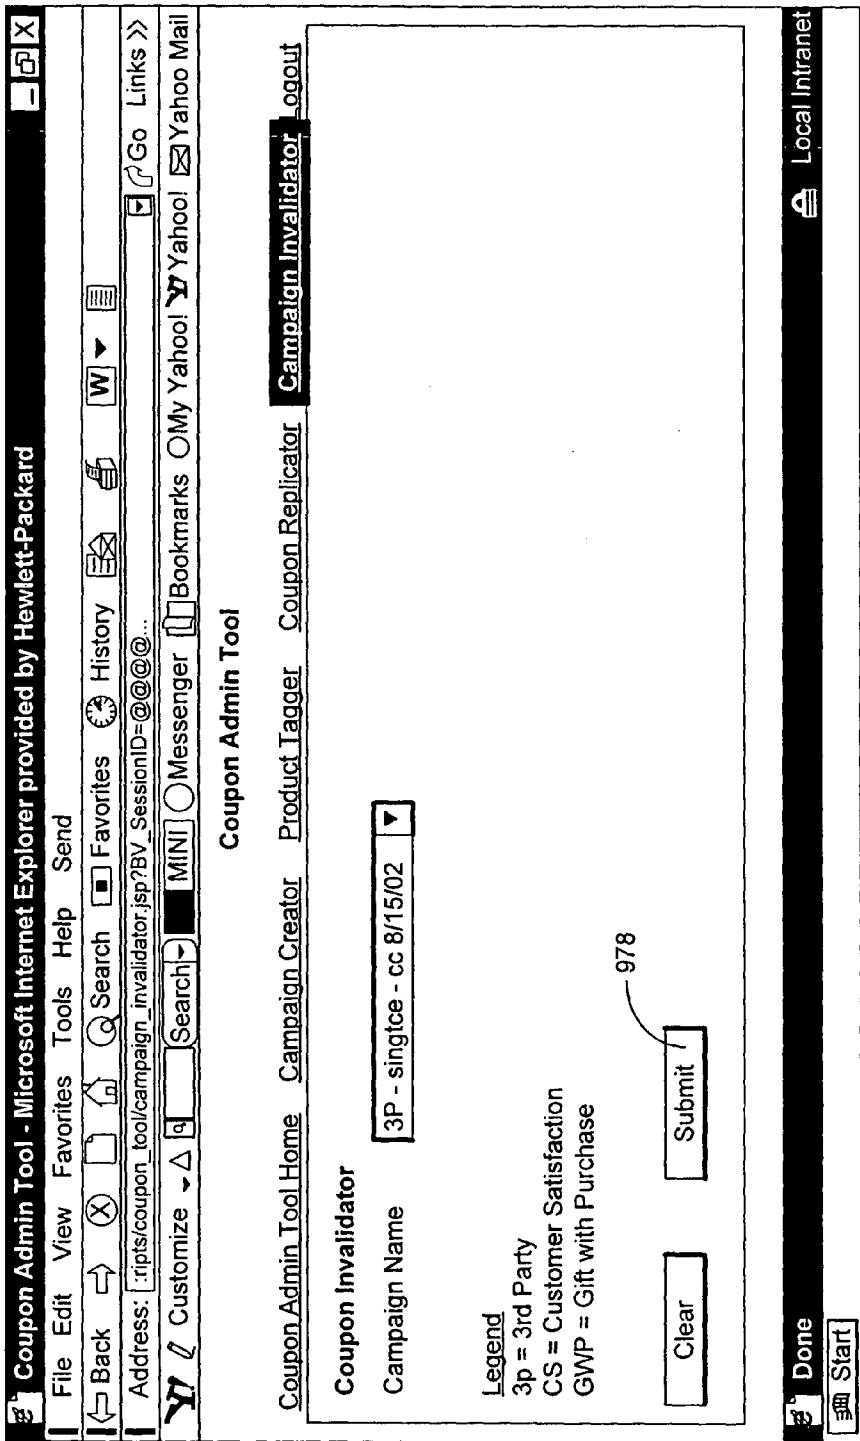 Coupon Admin Tool - Microsoft Internet Explorer provided by Hewlett-Packard
File Edit View Favorites Tools Help Send
Back Search Favorites History W
Address: :ripts/coupon_tool/campaign_invalidator.jsp?BV_SessionID=@@@@... Go Links >>
Y! Customize Search MINI Messenger Bookmarks My Yahoo! Y? Yahoo! Yahoo Mail
Coupon Admin Tool
Coupon Admin Tool Home Campaign Creator Product Tagger Coupon Replicator Campaign Invalidator Logout
Coupon Invalidator
Campaign Name 3P - singtce - cc 8/15/02
Legend
3p = 3rd Party
CS = Customer Satisfaction
GWP = Gift with Purchase
978
Clear Submit
Done Local Intranet
Start